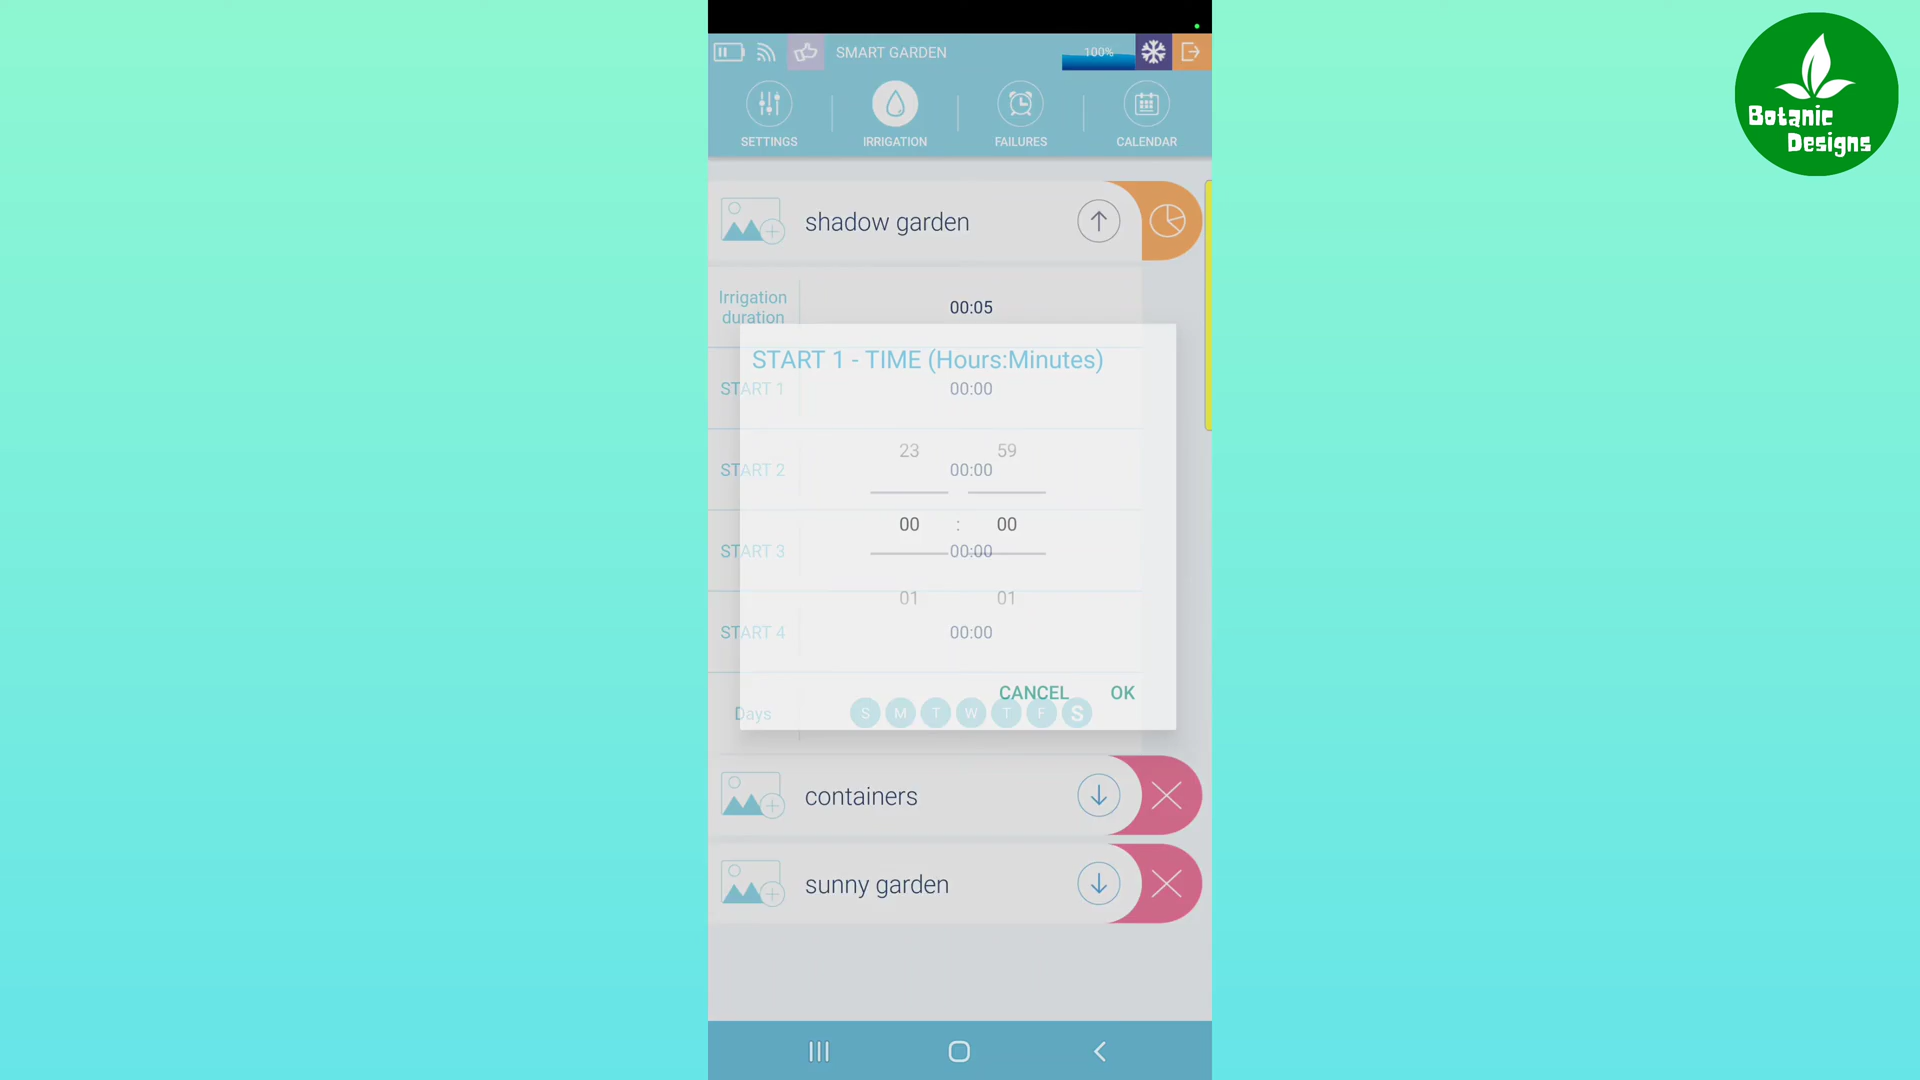 SMART GARDEN
100%
SETTINGS
IRRIGATION
FAILURES
CALENDAR
Botanic
Designs
shadow garden
Irrigation
duration
00:05
START 1 - TIME (Hours:Minutes)
START 1
00:00
23
59
START 2
00:00
00 : 00
START 3
00:00
01
01
START 4
00:00
CANCEL
OK
Days
S M T W T F S
containers
sunny garden